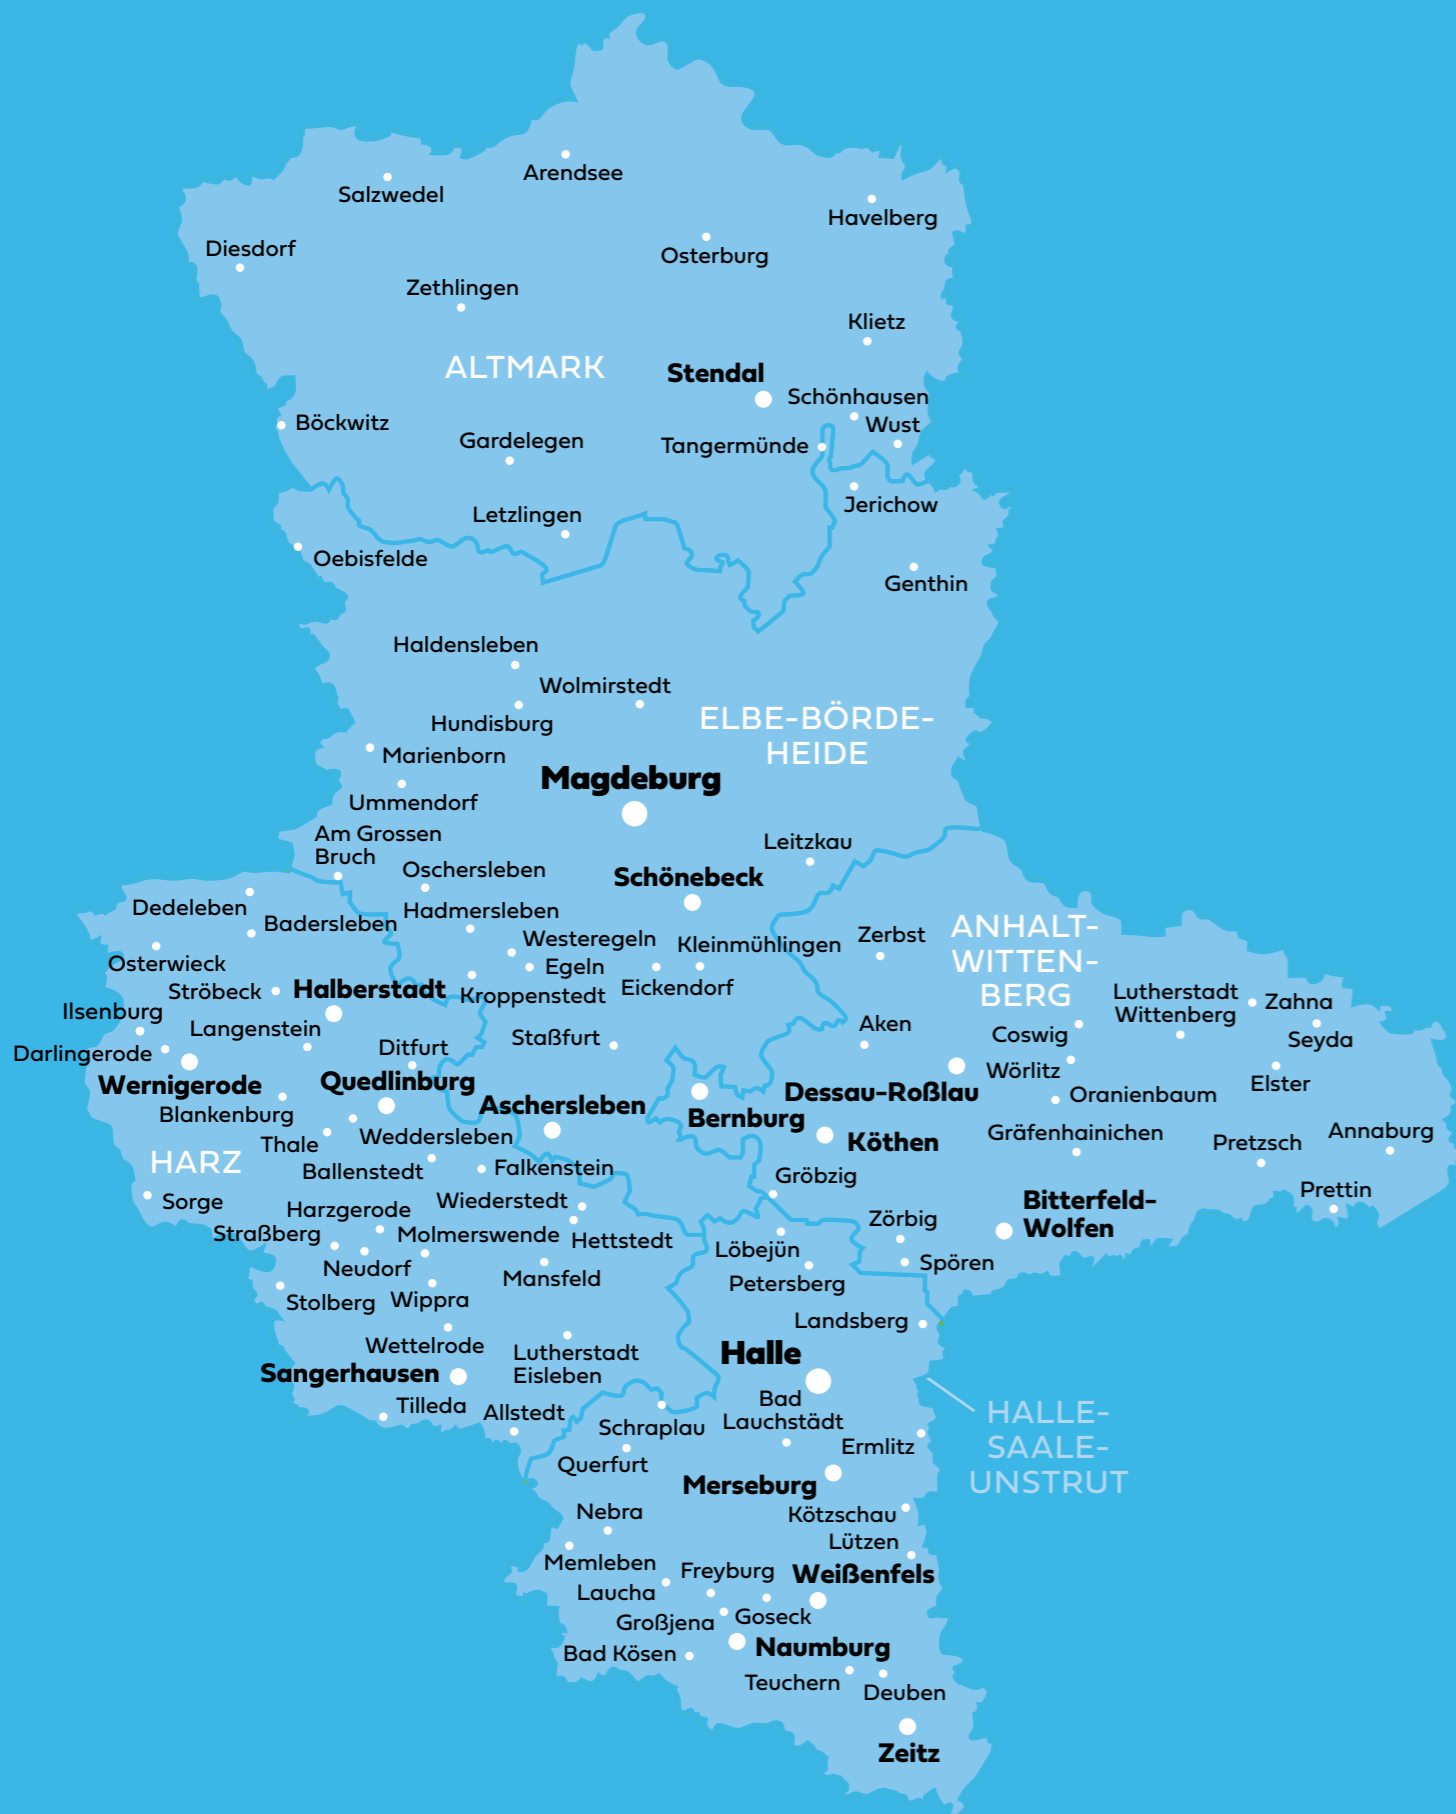 Arendsee
Salzwedel
Havelberg
Diesdorf
Osterburg
Zethlingen
Klietz
ALTMARK
Stendal
Schönhausen
Böckwitz
Wust
Gardelegen
Tangermünde
Jerichow
Letzlingen
Oebisfelde
Genthin
Haldensleben
Wolmirstedt
Hundisburg
ELBE-BÖRDE-
HEIDE
Marienborn
Magdeburg
Ummendorf
Am Grossen
Bruch
Leitzkau
Oschersleben
Schönebeck
Dedeleben
Badersleben
Hadmersleben
Westeregeln
Kleinmühlingen
Zerbst
ANHALT-
WITTEN-
BERG
Osterwieck
Egeln
Ströbeck
Halberstadt
Kroppenstedt
Eickendorf
Lutherstadt
Wittenberg
Zahna
Ilsenburg
Langenstein
Aken
Coswig
Seyda
Darlingerode
Ditfurt
Staßfurt
Wernigerode
Quedlinburg
Wörlitz
Elster
Blankenburg
Aschersleben
Dessau-Roßlau
Oranienbaum
Bernburg
Thale
Weddersleben
Köthen
Gräfenhainichen
Pretzsch
Annaburg
HARZ
Ballenstedt
Falkenstein
Gröbzig
Sorge
Wiederstedt
Prettin
Harzgerode
Bitterfeld-
Wolfen
Straßberg
Molmerswende
Hettstedt
Löbejün
Zörbig
Neudorf
Mansfeld
Petersberg
Spören
Stolberg
Wippra
Landsberg
Wettelrode
Lutherstadt
Eisleben
Halle
Sangerhausen
Tilleda
Allstedt
Schraplau
Bad
Lauchstädt
HALLE-
SAALE-
UNSTRUT
Querfurt
Ermlitz
Merseburg
Nebra
Kötzschau
Lützen
Memleben
Freyburg
Weißenfels
Laucha
Großjena
Goseck
Bad Kösen
Naumburg
Teuchern
Deuben
Zeitz